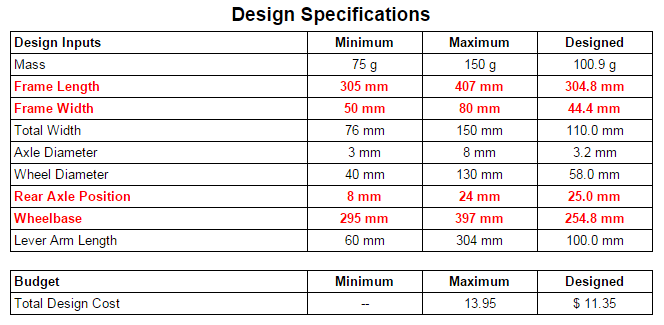 Design Specifications
Design Inputs Minimum Maximum Designed
Mass 75 g 150 g 100.9 g
Frame Length 305 mm 407 mm 304.8 mm
Frame Width 50 mm 80 mm 44.4 mm
Total Width 76 mm 150 mm 110.0 mm
Axle Diameter 3 mm 8 mm 3.2 mm
Wheel Diameter 40 mm 130 mm 58.0 mm
Rear Axle Position 8 mm 24 mm 25.0 mm
Wheelbase 295 mm 397 mm 254.8 mm
Lever Arm Length 60 mm 304 mm 100.0 mm
Budget Minimum Maximum Designed
Total Design Cost -- 13.95 $ 11.35